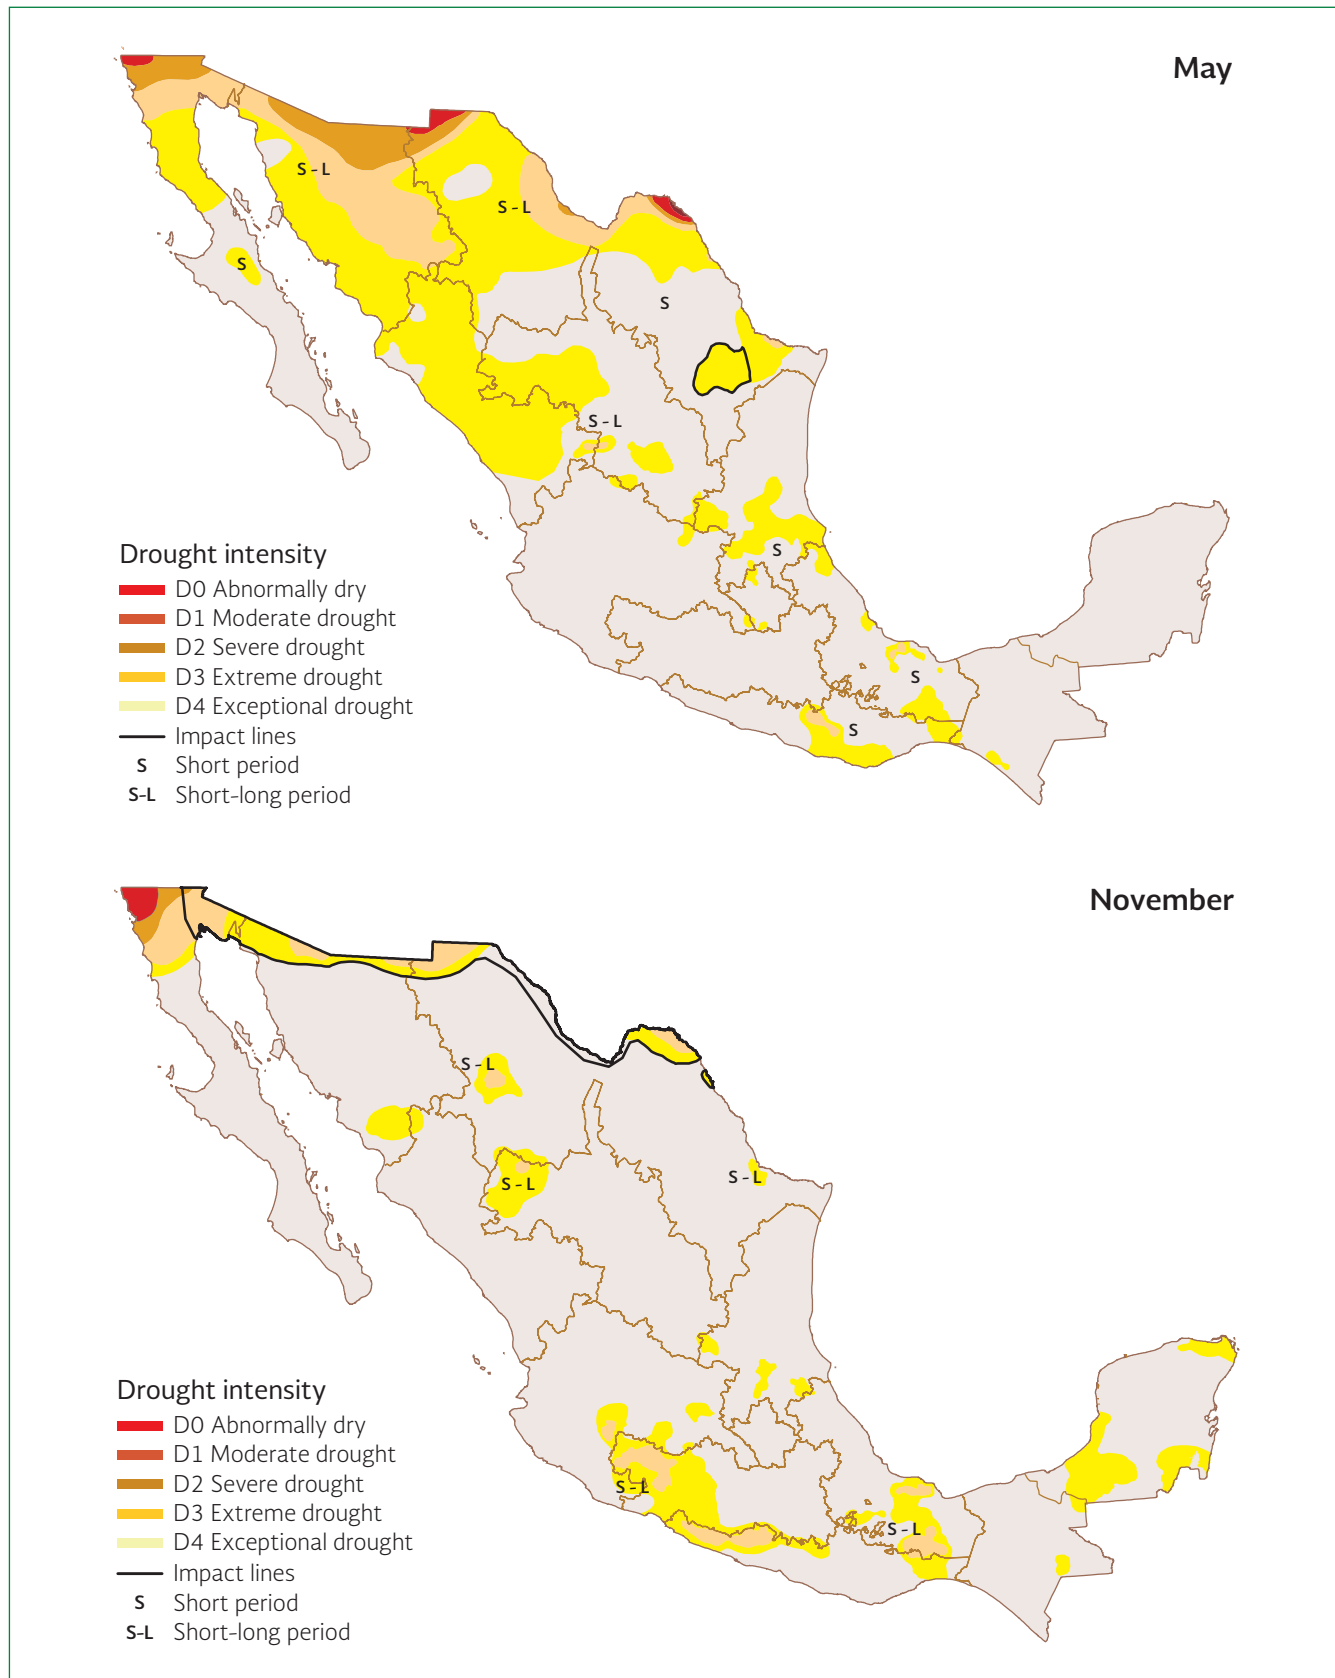 May
S-L
S-L
S
S
S-L
S
S
S
Drought intensity
D0 Abnormally dry
D1 Moderate drought
D2 Severe drought
D3 Extreme drought
D4 Exceptional drought
Impact lines
S Short period
S-L Short-long period
November
S-L
S-L
S-L
Drought intensity
D0 Abnormally dry
D1 Moderate drought
D2 Severe drought
D3 Extreme drought
D4 Exceptional drought
Impact lines
S Short period
S-L Short-long period
S-L
S-L